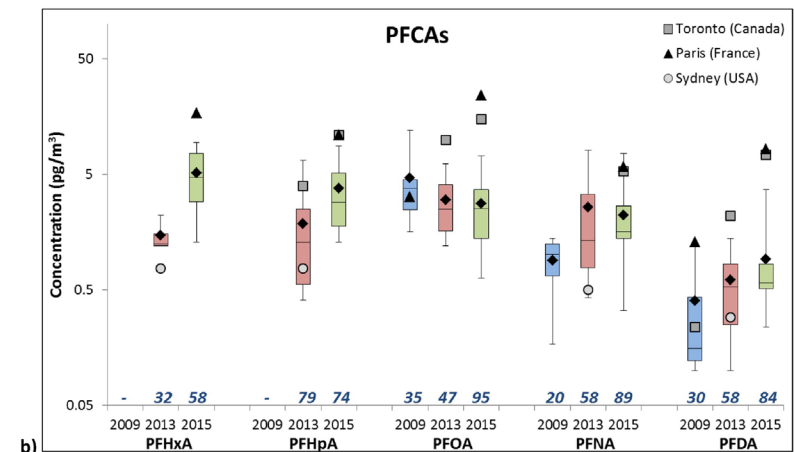 PFCAs
Toronto (Canada)
Paris (France)
Sydney (USA)
Concentration (pg/m³)
50
5
0.5
0.05
- 32 58 - 79 74 35 47 95 20 58 89 30 58 84
2009 2013 2015 2009 2013 2015 2009 2013 2015 2009 2013 2015 2009 2013 2015
PFHxA PFHpA PFOA PFNA PFDA
b)